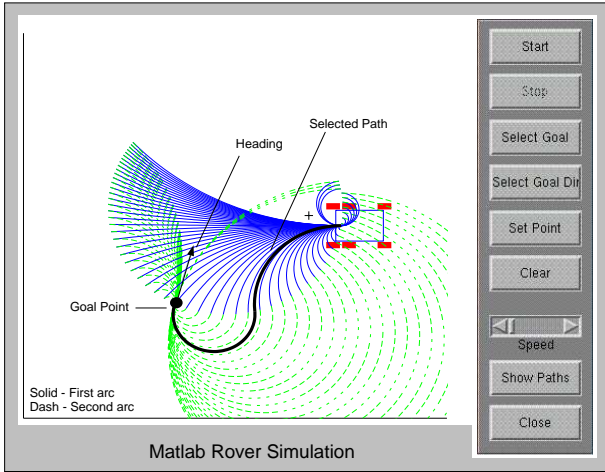 Selected Path
Heading
Goal Point
Solid - First arc
Dash - Second arc
Matlab Rover Simulation
Start
Stop
Select Goal
Select Goal Dir
Set Point
Clear
Speed
Show Paths
Close